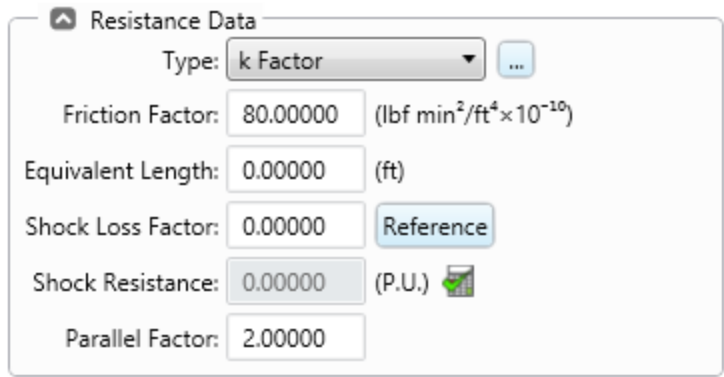 Resistance Data
Type: k Factor ...
Friction Factor: 80.00000 (lbf min²/ft⁴×10⁻¹⁰)
Equivalent Length: 0.00000 (ft)
Shock Loss Factor: 0.00000 Reference
Shock Resistance: 0.00000 (P.U.)
Parallel Factor: 2.00000